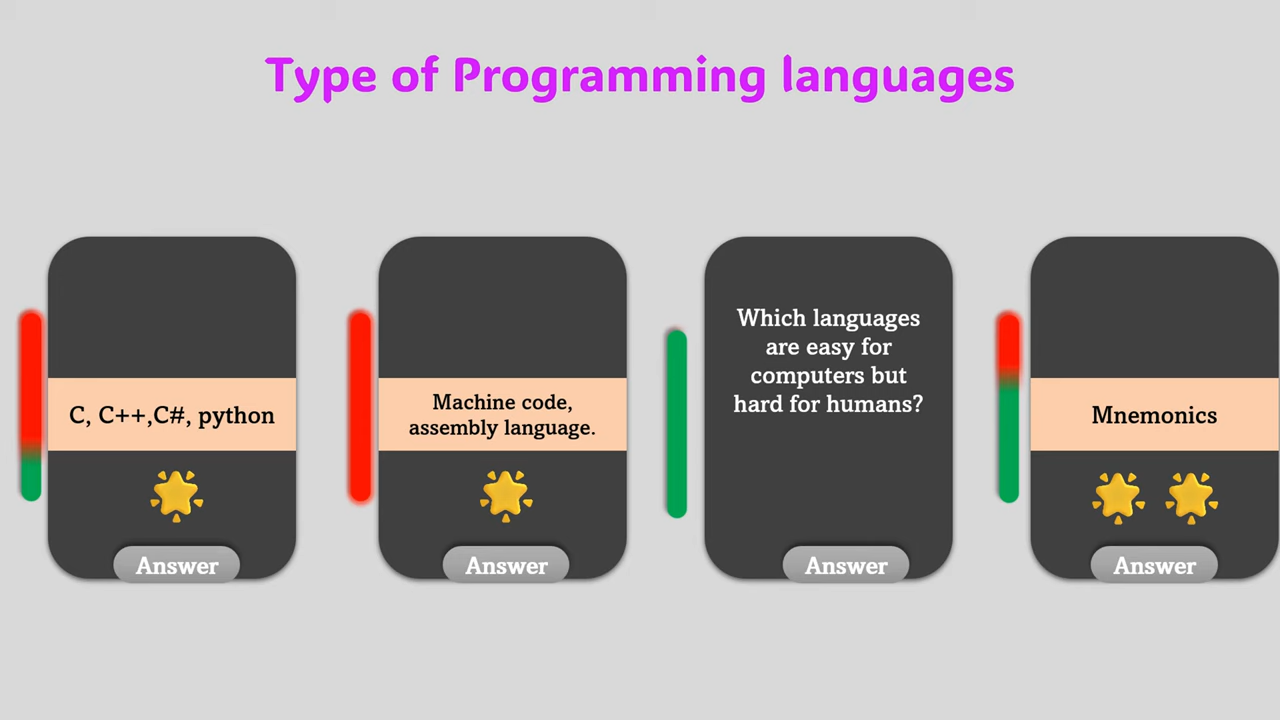 Type of Programming languages
C, C++,C#, python
Answer
Machine code,
assembly language.
Answer
Which languages
are easy for
computers but
hard for humans?
Answer
Mnemonics
Answer